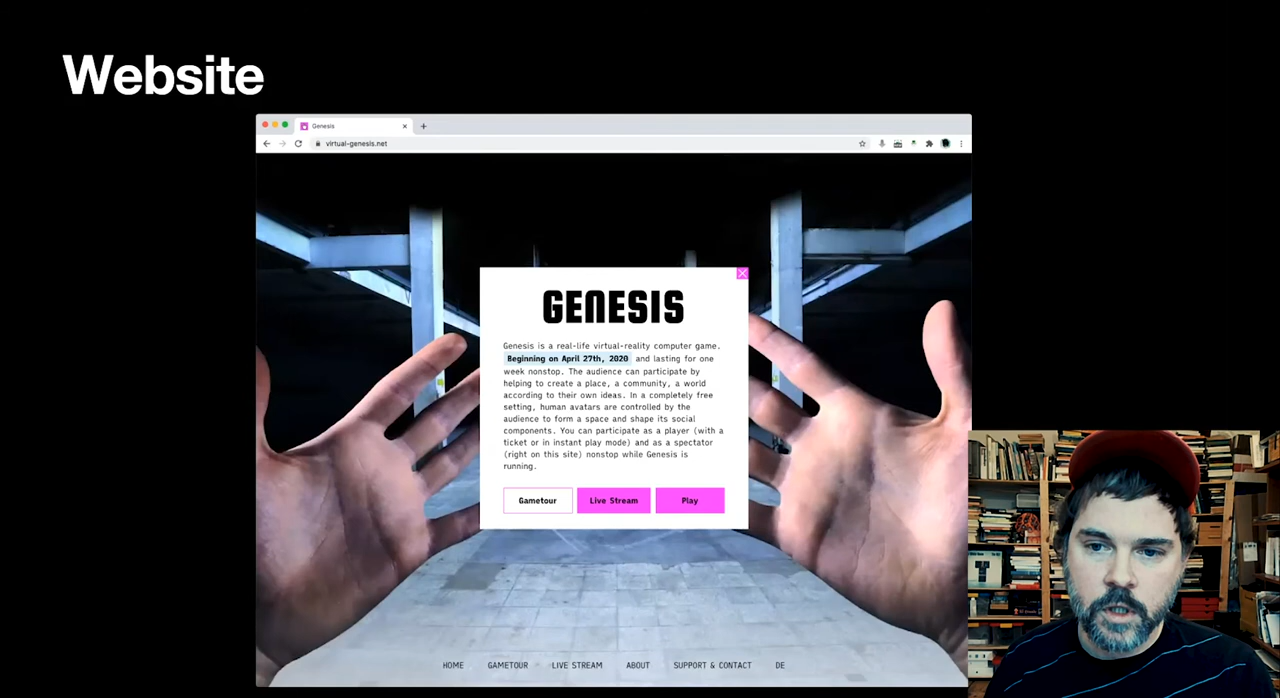 Website
Genesis
virtual-genesis.net
GENESIS
Genesis is a real-life virtual-reality computer game.
Beginning on April 27th, 2020 and lasting for one
week nonstop. The audience can participate by
helping to create a place, a community, a world
according to their own ideas. In a completely free
setting, human avatars are controlled by the
audience to form a space and shape its social
components. You can participate as a player (with a
ticket or in instant play mode) and as a spectator
(right on this site) nonstop while Genesis is
running.
Gametour Live Stream Play
HOME GAMETOUR LIVE STREAM ABOUT SUPPORT & CONTACT DE